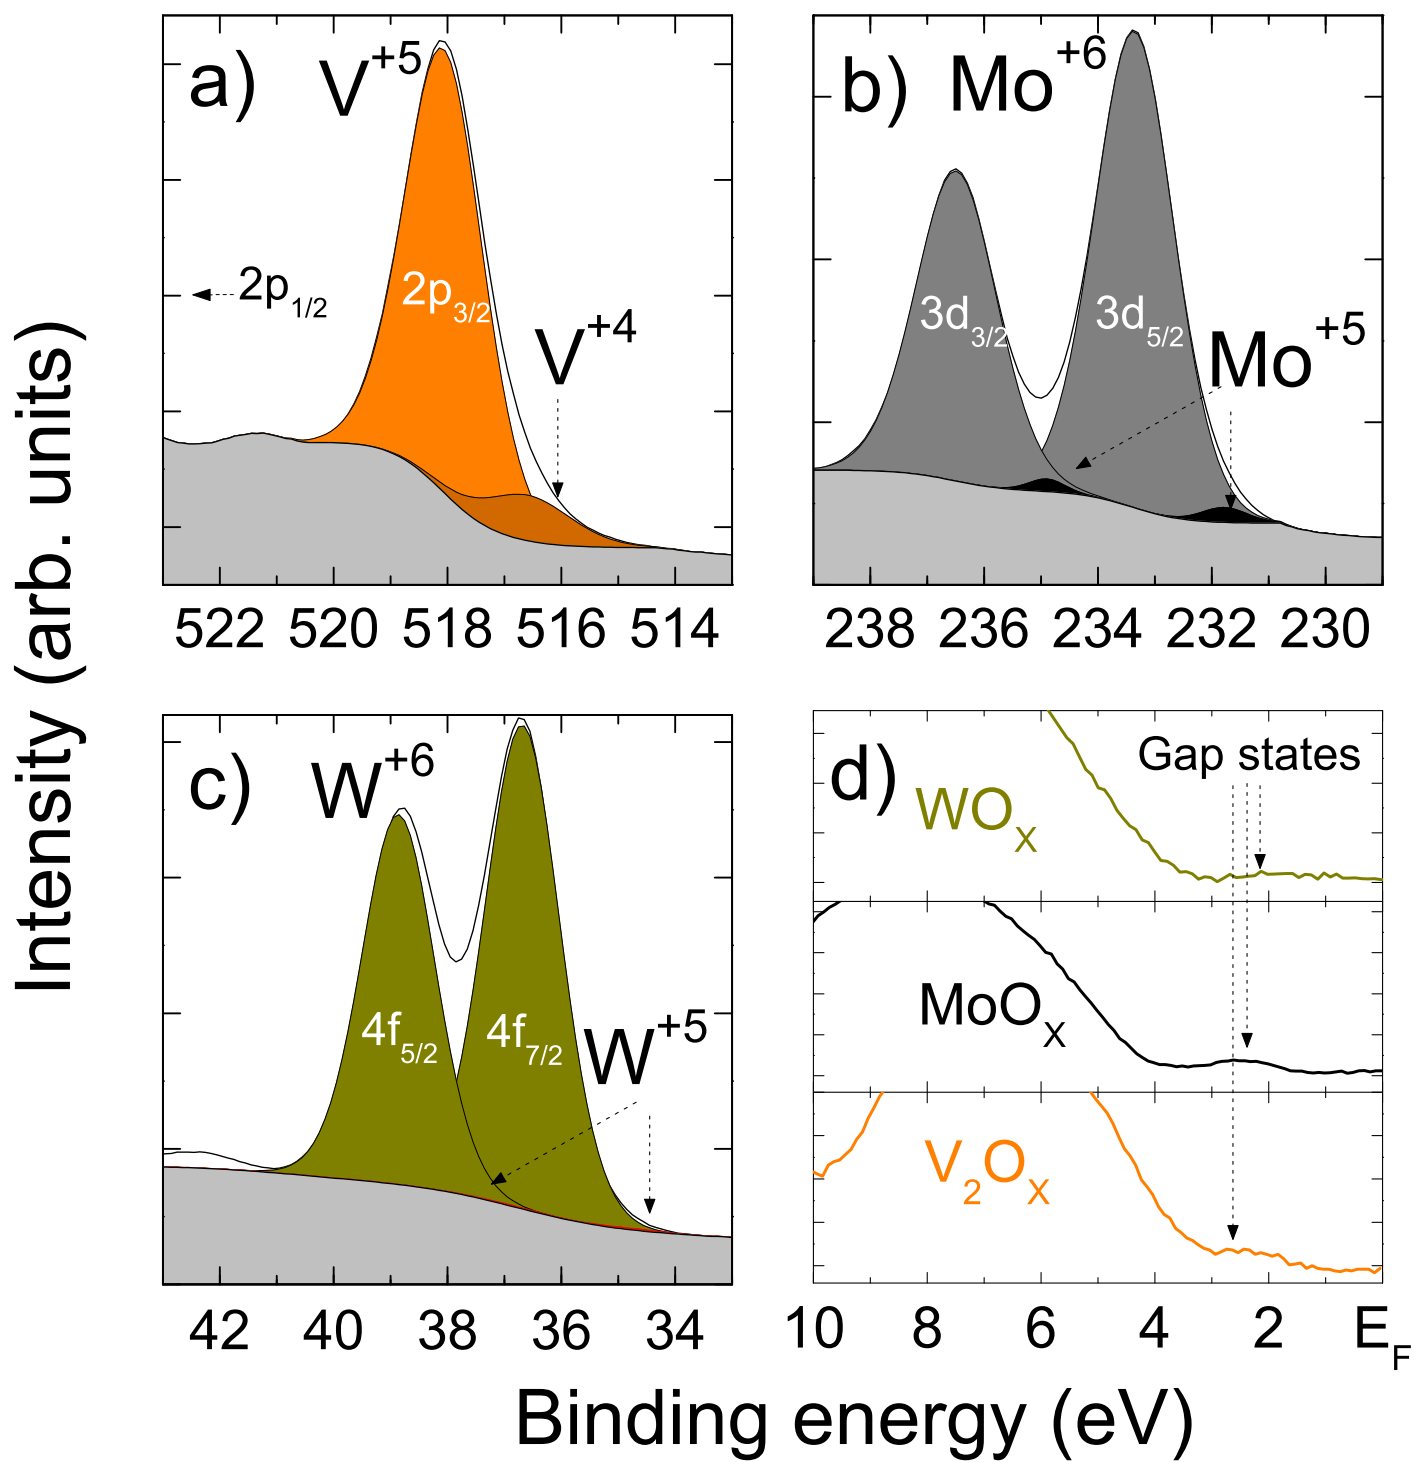 Intensity (arb. units)
a) V+5
2p1/2
2p3/2
V+4
522 520 518 516 514
b) Mo+6
3d3/2
3d5/2
Mo+5
238 236 234 232 230
c) W+6
4f5/2
4f7/2
W+5
42 40 38 36 34
d) Gap states
WOX
MoOX
V2OX
10 8 6 4 2 EF
Binding energy (eV)